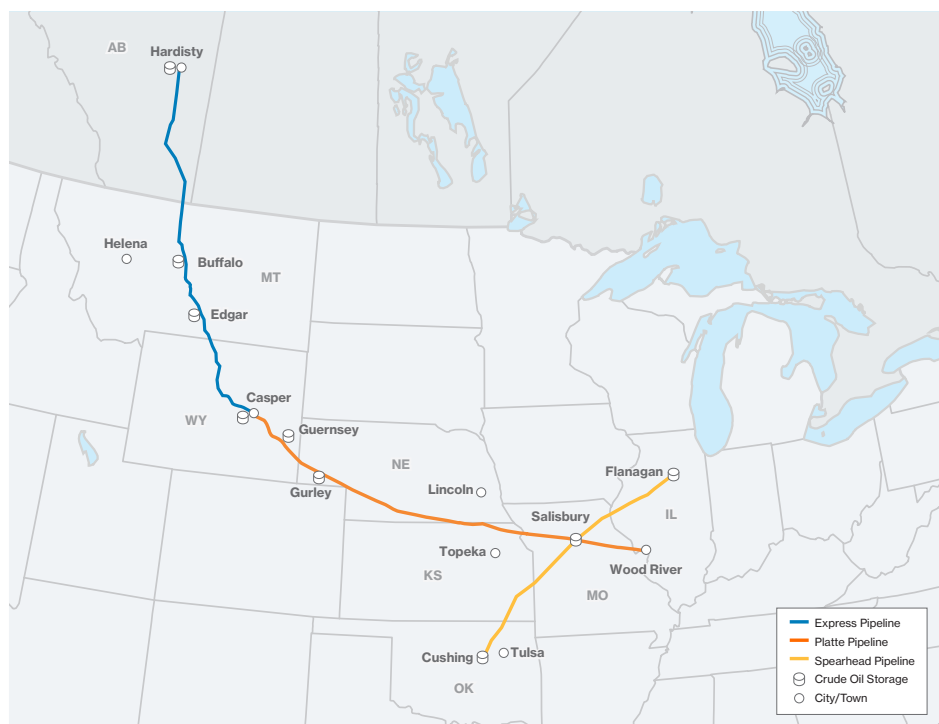 AB
Hardisty
Helena
Buffalo
MT
Edgar
Casper
WY
Guernsey
NE
Flanagan
Gurley
Lincoln
Salisbury
IL
Topeka
Wood River
KS
MO
Tulsa
Cushing
OK
Express Pipeline
Platte Pipeline
Spearhead Pipeline
Crude Oil Storage
City/Town